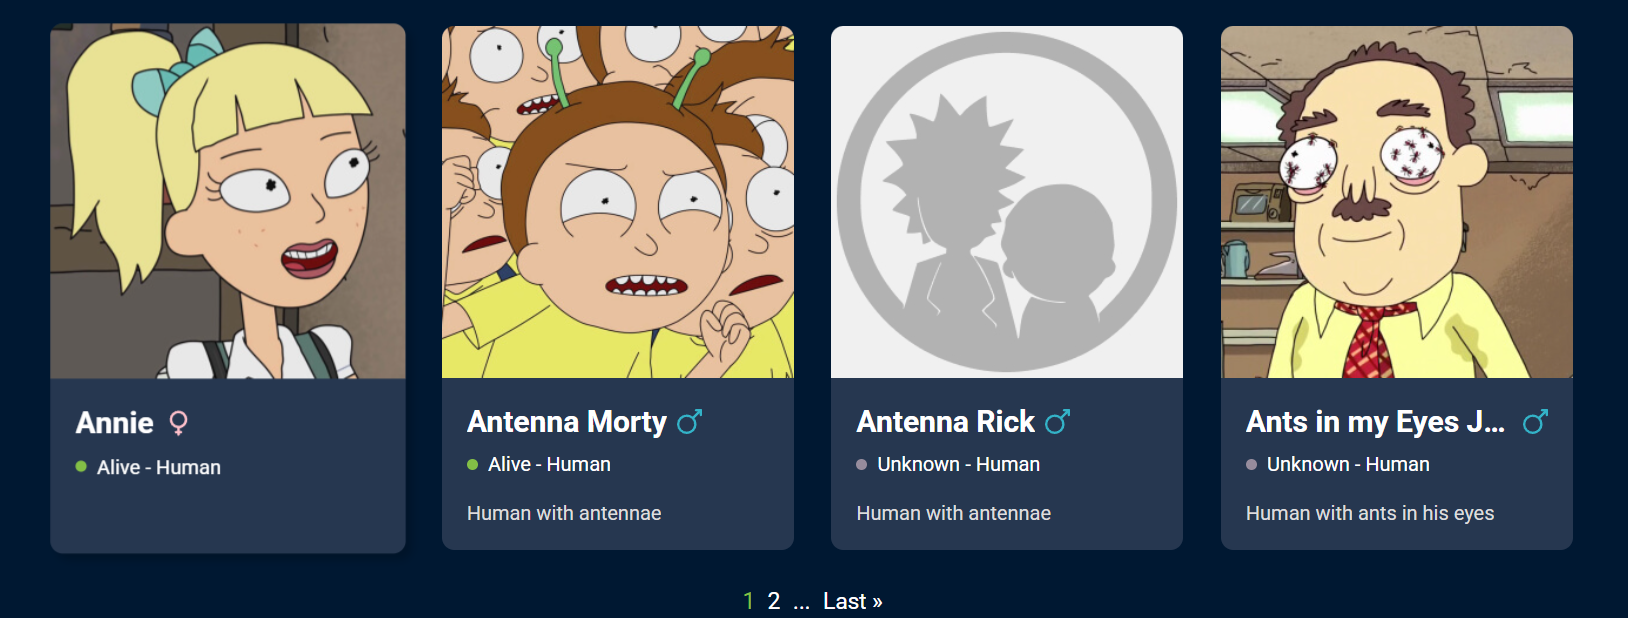 Annie
Alive - Human
Antenna Morty
Alive - Human
Human with antennae
Antenna Rick
Unknown - Human
Human with antennae
Ants in my Eyes J...
Unknown - Human
Human with ants in his eyes
1 2 ... Last »